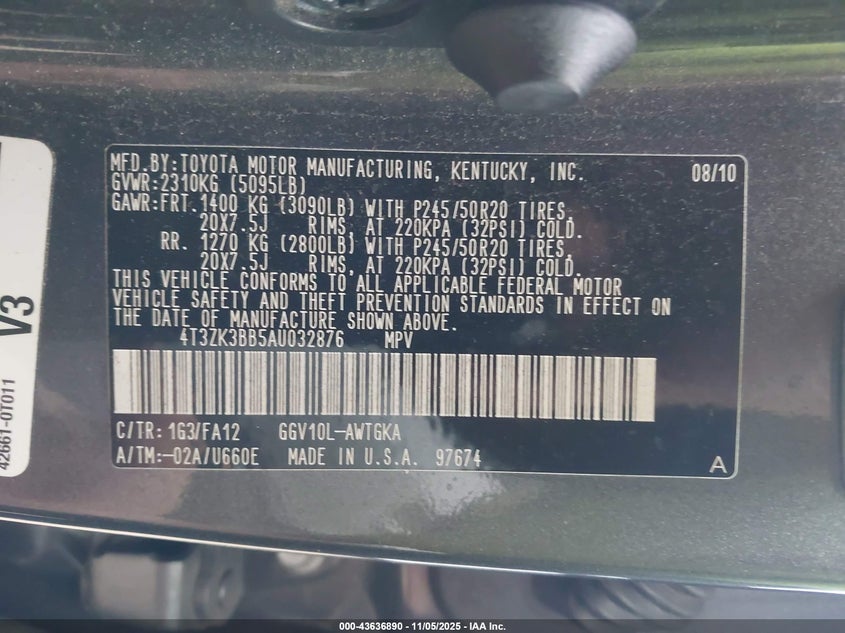 MFD.BY:TOYOTA MOTOR MANUFACTURING, KENTUCKY, INC. 08/10
GVWR:2310KG (5095LB)
GAWR:FRT.1400 KG (3090LB) WITH P245/50R20 TIRES,
20X7.5J RIMS, AT 220KPA (32PSI) COLD.
RR. 1270 KG (2800LB) WITH P245/50R20 TIRES,
20X7.5J RIMS, AT 220KPA (32PSI) COLD.
THIS VEHICLE CONFORMS TO ALL APPLICABLE FEDERAL MOTOR
VEHICLE SAFETY AND THEFT PREVENTION STANDARDS IN EFFECT ON
THE DATE OF MANUFACTURE SHOWN ABOVE.
4T3ZK3BB5AU032876 MPV
C/TR: 1G3/FA12 GGV10L-AWTGKA
A/TM:-02A/U660E MADE IN U.S.A. 97674
A
V3
42661-0T011
000-43636890 - 11/05/2025 - IAA Inc.